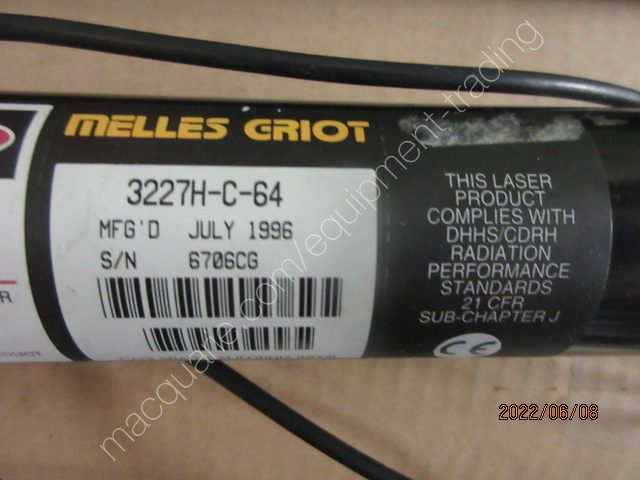 MELLES GRIOT
3227H-C-64
MFG'D JULY 1996
S/N 6706CG
THIS LASER
PRODUCT
COMPLIES WITH
DHHS/CDRH
RADIATION
PERFORMANCE
STANDARDS
21 CFR
SUB-CHAPTER J
CE
macquarie.com/equipment-trading
2022/06/08